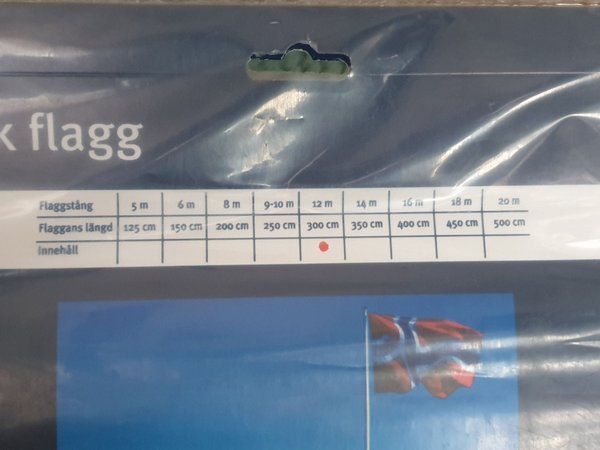 k flagg
Flaggstång 5 m 6 m 8 m 9-10 m 12 m 14 m 16 m 18 m 20 m
Flaggans längd 125 cm 150 cm 200 cm 250 cm 300 cm 350 cm 400 cm 450 cm 500 cm
Innehåll